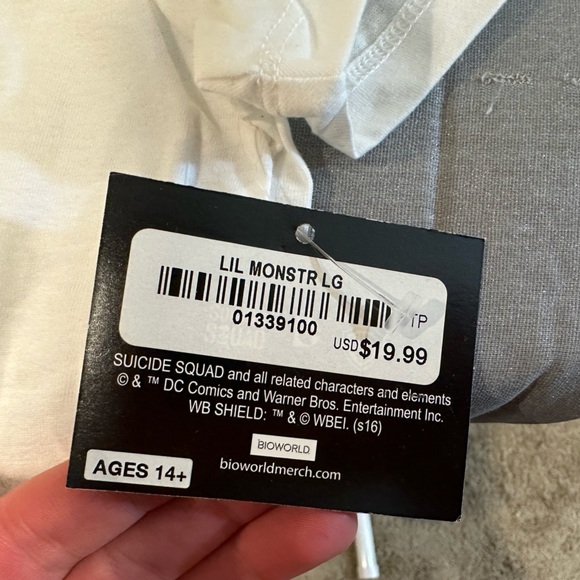 LIL MONSTR LG
TP
01339100
USD$19.99
SUICIDE SQUAD and all related characters and elements
© & ™ DC Comics and Warner Bros. Entertainment Inc.
WB SHIELD: ™ & © WBEI. (s16)
BIOWORLD
AGES 14+
bioworldmerch.com